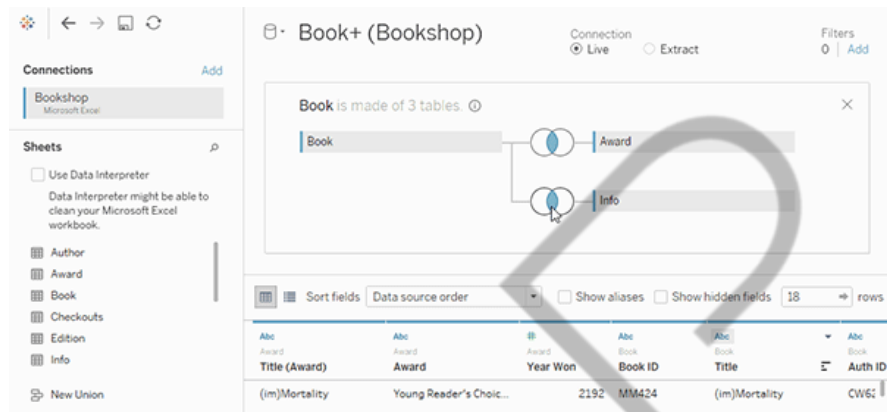 Book+ (Bookshop)
Connection
Live
Extract
Filters
0 | Add
Connections
Add
Bookshop
Microsoft Excel
Sheets
Use Data Interpreter
Data Interpreter might be able to
clean your Microsoft Excel
workbook.
Author
Award
Book
Checkouts
Edition
Info
New Union
Book is made of 3 tables.
Book
Award
Info
Sort fields Data source order
Show aliases
Show hidden fields
18
rows
Abc Abc # Abc Abc Abc
Award Award Award Book Book Book
Title (Award) Award Year Won Book ID Title Auth ID
(im)Mortality Young Reader's Choic... 2192 MM424 (im)Mortality